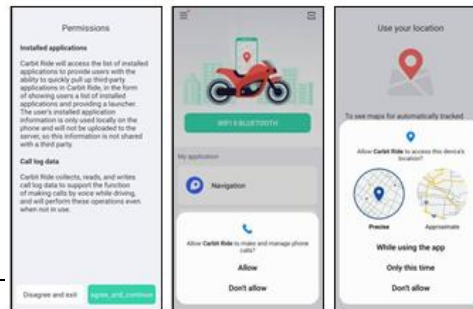 Permissions
Installed applications
Carbit Ride will access the list of installed
applications to provide users with the
ability to quickly pull up third-party
applications in Carbit Ride, in the form
of showing users a list of installed
applications and providing a launcher.
The user's installed application
information is only used locally on the
phone and will not be uploaded to the
server, so this information is not shared
with a third party.
Call log data
Carbit Ride collects, reads, and writes
call log data to support the function
of making calls by voice while driving,
and will perform these operations even
when not in use.
Disagree and exit
agree_and_continue
WIFI & BLUETOOTH
My application
Navigation
Allow Carbit Ride to make and manage phone
calls?
Allow
Don't allow
Use your location
To see maps for automatically tracked
Allow Carbit Ride to access this device's
location?
Precise
Approximate
While using the app
Only this time
Don't allow